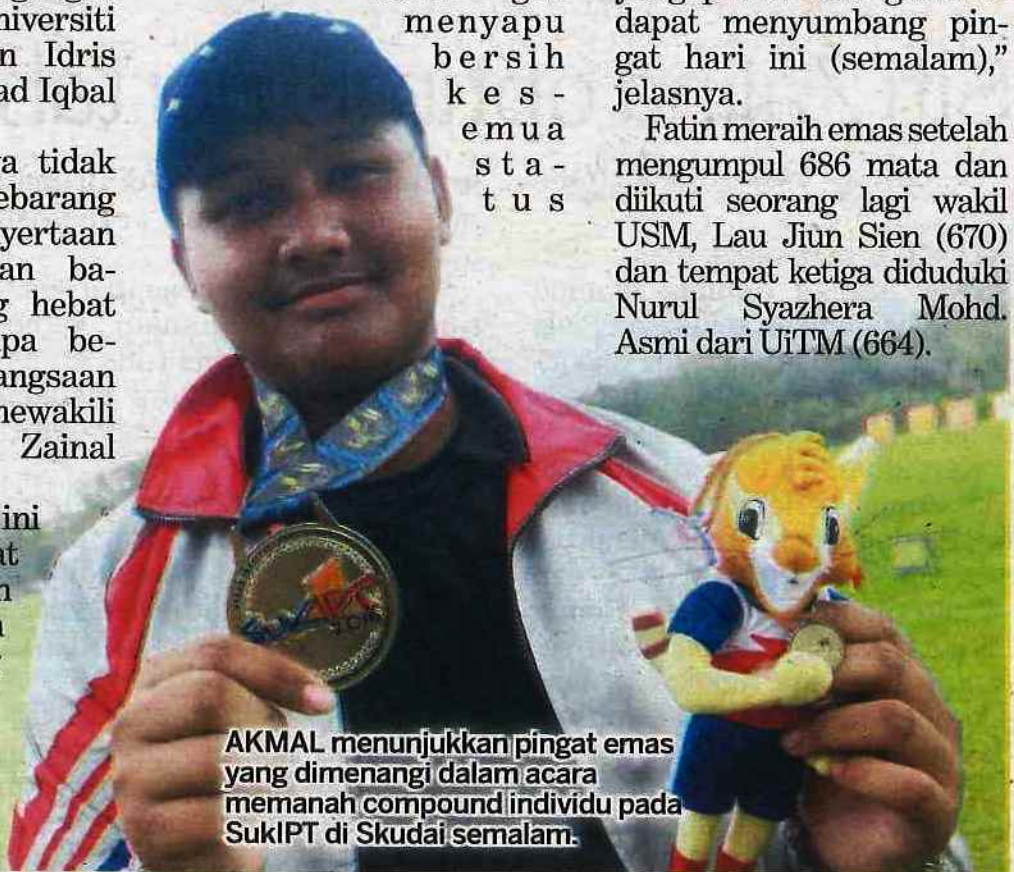 niversiti
n Idris
ad Iqbal
a tidak
ebarang
yertaan
an ba-
g hebat
pa be-
angsaan
newakili
Zainal
ini
at
menyapu
bersih
kes-
emua
sta-
tus
dapat menyumbang pin-
gat hari ini (semalam),”
jelasnya.
Fatin meraih emas setelah
mengumpul 686 mata dan
diikuti seorang lagi wakil
USM, Lau Jiun Sien (670)
dan tempat ketiga diduduki
Nurul Syazhera Mohd.
Asmi dari UiTM (664).
AKMAL menunjukkan pingat emas
yang dimenangi dalam acara
memanah compound individu pada
SukIPT di Skudai semalam.